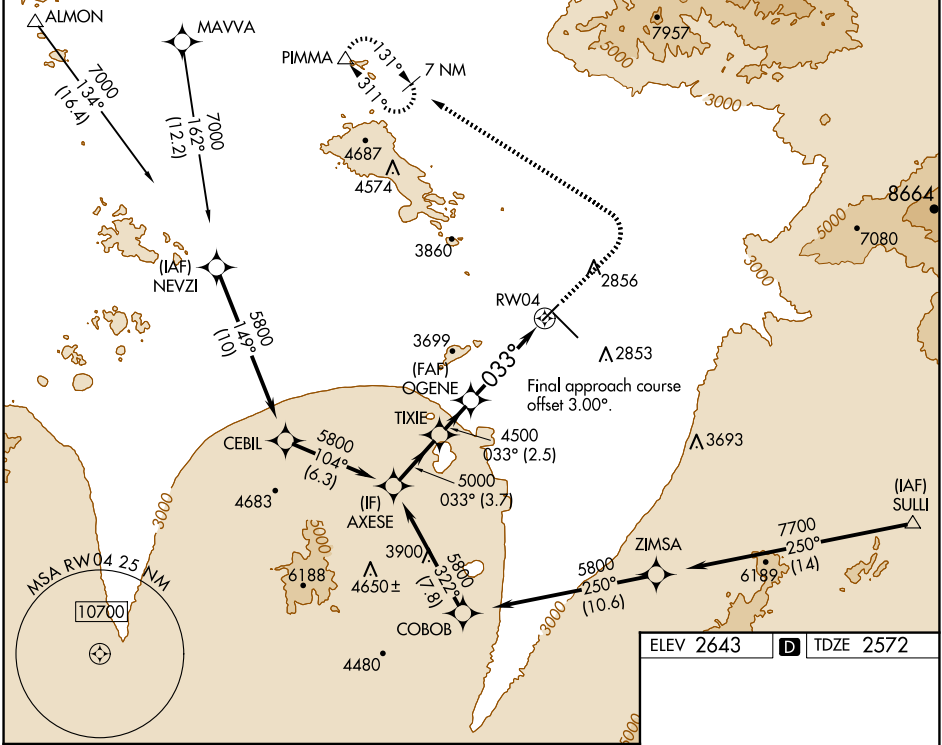 ALMON
MAVVA
7000
134°
(16.4)
7000
162°
(12.2)
PIMMA
131°
311°
7 NM
7957
5000
3000
4687
4574
3860
8664
5000
7080
3000
(IAF)
NEVZI
2856
RW04
5800
149°
(10)
3699
(FAF)
OGENE
033°
2853
Final approach course
offset 3.00°.
TIXIE
CEBIL
5800
104°
(6.3)
4500
033° (2.5)
3693
5000
033° (3.7)
4683
(IF)
AXESE
(IAF)
SULLI
3000
5000
7700
250°
(14)
ZIMSA
3900
5800
322°
(7.8)
5800
250°
(10.6)
6189
MSA RW04 25 NM
10700
6188
4650±
COBOB
3000
4480
5000
ELEV 2643
D
TDZE 2572